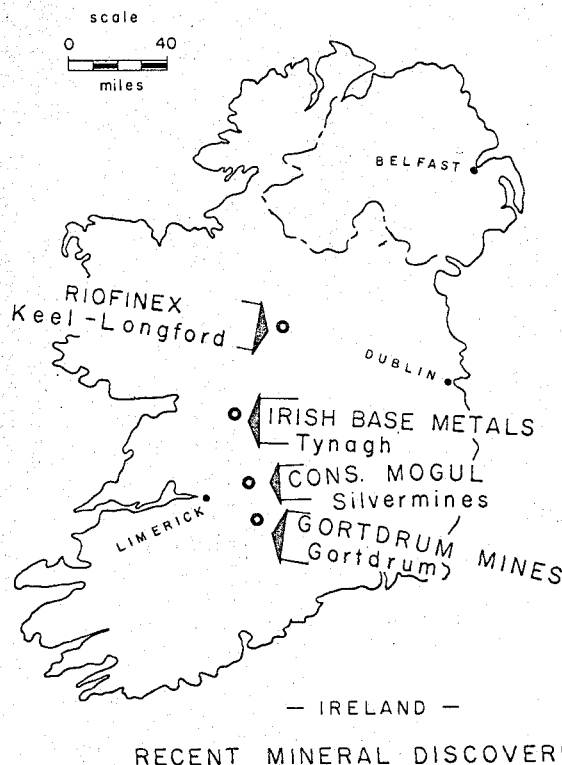 scale
0 40
miles
BELFAST
RIOFINEX
Keel-Longford
DUBLIN
IRISH BASE METALS
Tynagh
CONS. MOGUL
Silvermines
LIMERICK
GORTDRUM MINES
Gortdrum
— IRELAND —
RECENT MINERAL DISCOVER